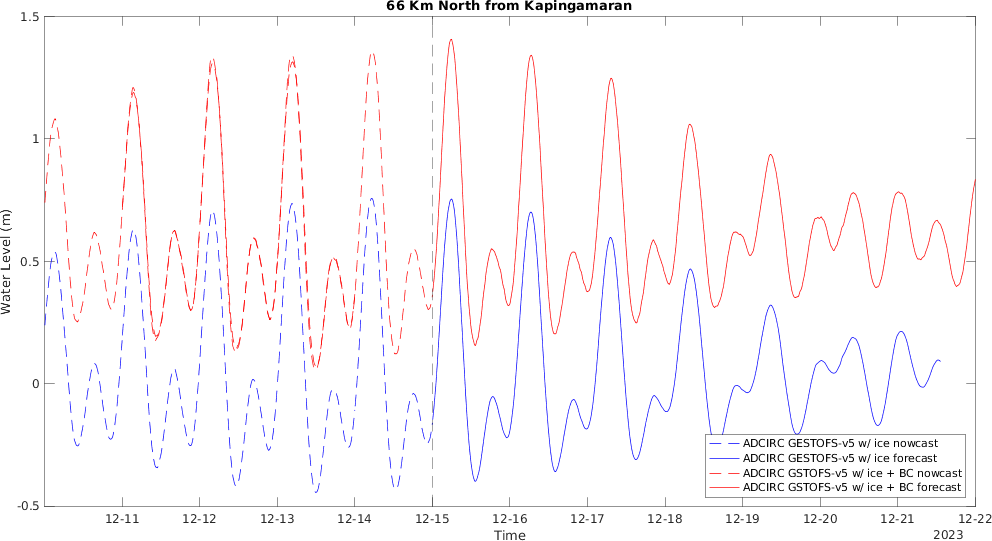 66 Km North from Kapingamaran
Water Level (m)
1.5
1
0.5
0
-0.5
ADCIRC GESTOFS-v5 w/ ice nowcast
ADCIRC GESTOFS-v5 w/ ice forecast
ADCIRC GSTOFS-v5 w/ ice + BC nowcast
ADCIRC GSTOFS-v5 w/ ice + BC forecast
12-11 12-12 12-13 12-14 12-15 12-16 12-17 12-18 12-19 12-20 12-21 12-22
Time
2023